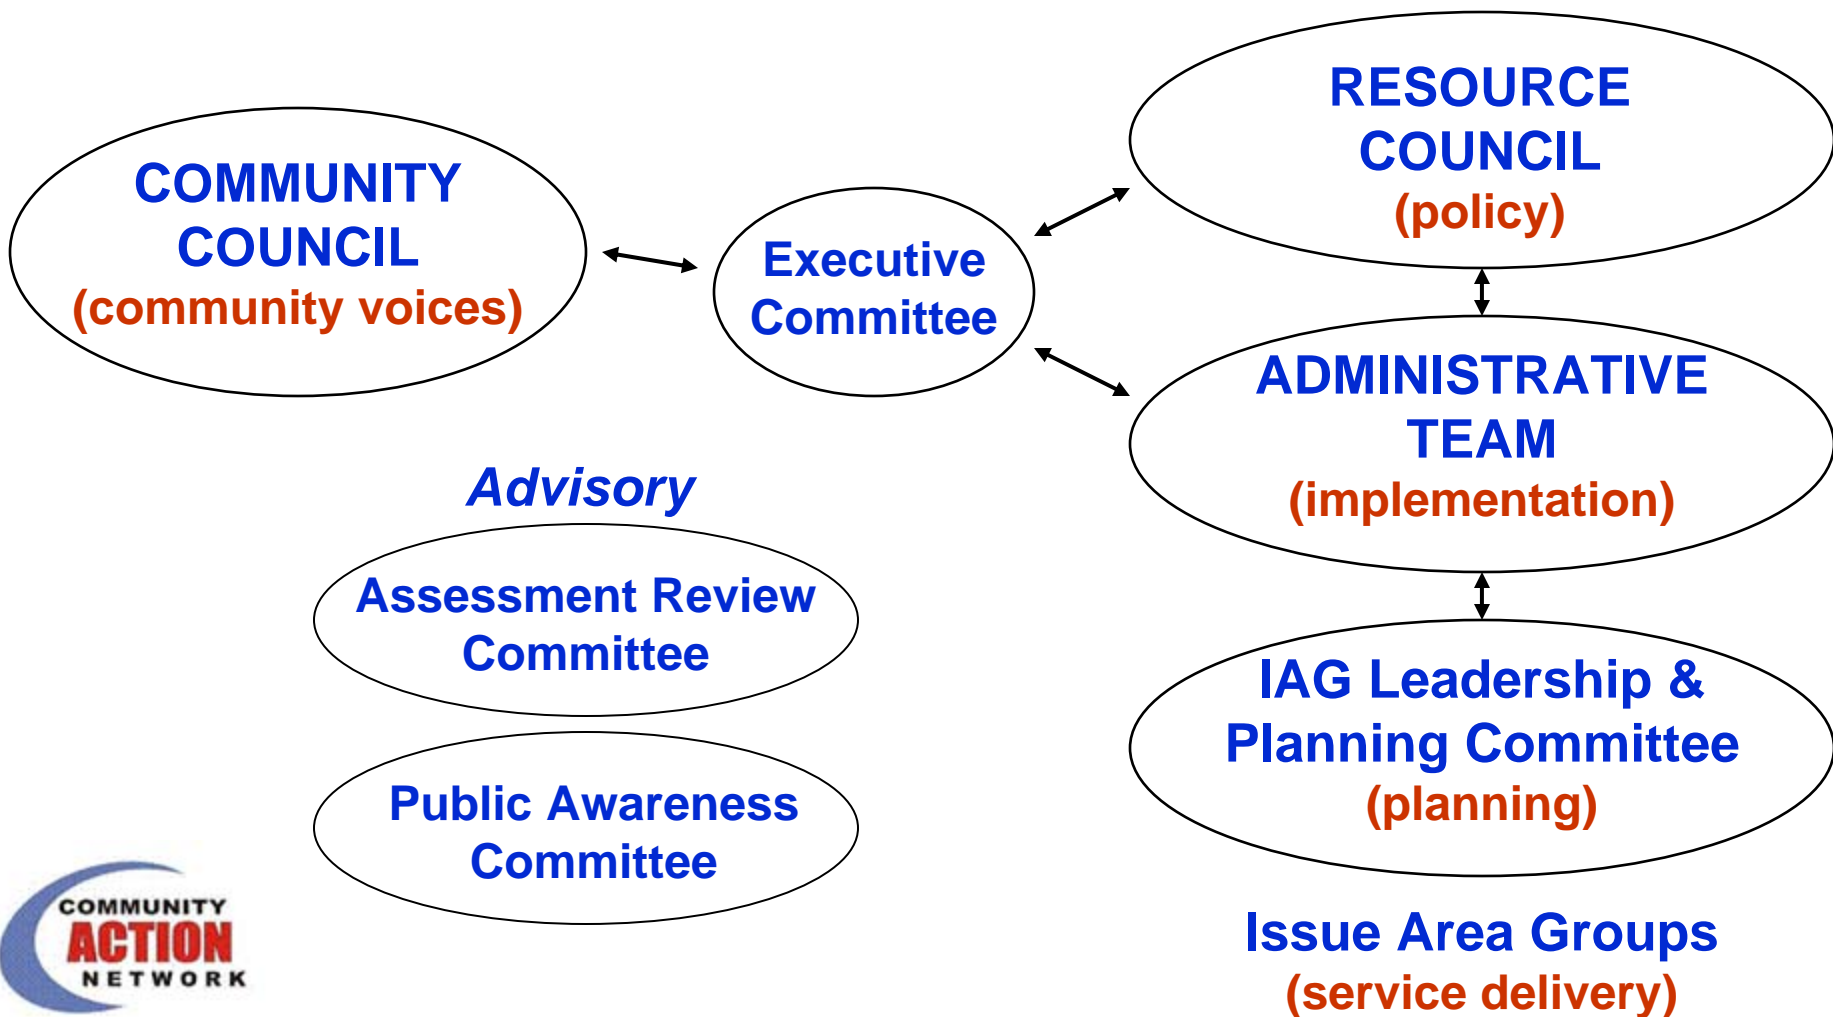 COMMUNITY
COUNCIL
(community voices)
Executive
Committee
RESOURCE
COUNCIL
(policy)
ADMINISTRATIVE
TEAM
(implementation)
IAG Leadership &
Planning Committee
(planning)
Issue Area Groups
(service delivery)
Advisory
Assessment Review
Committee
Public Awareness
Committee
COMMUNITY
ACTION
NETWORK